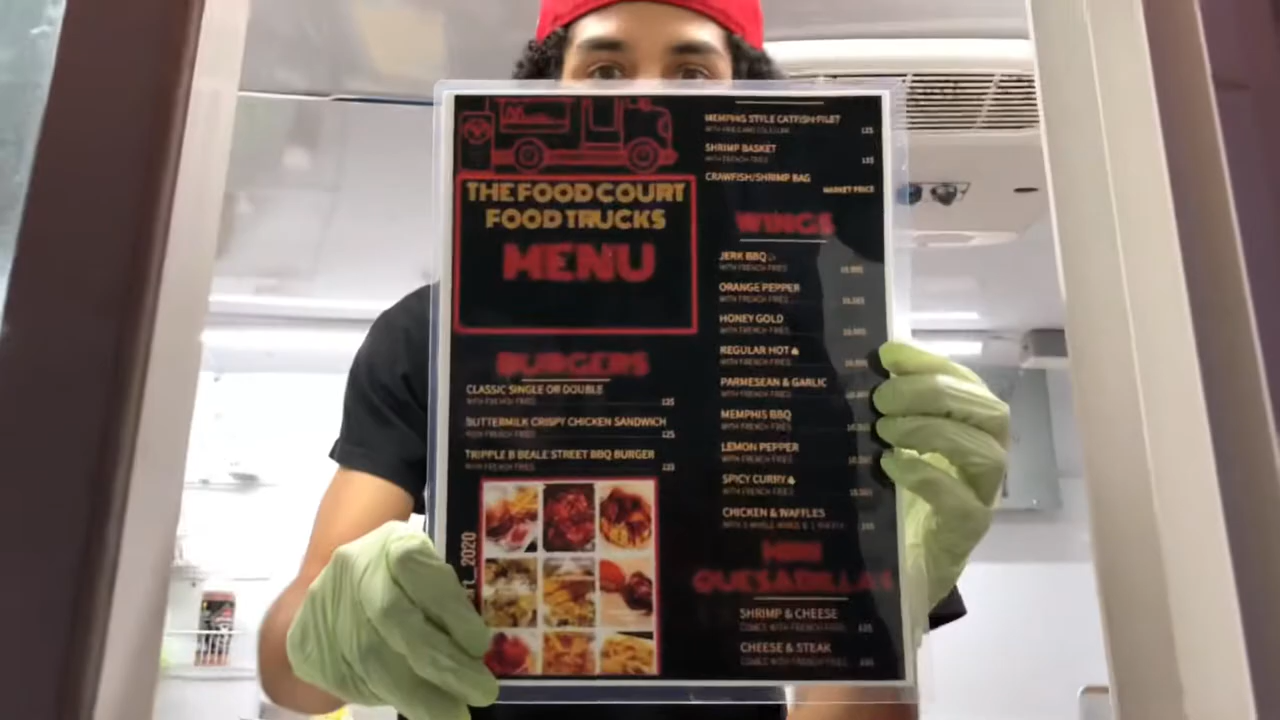 THE FOOD COURT
FOOD TRUCKS
MENU
BURGERS
CLASSIC SINGLE OR DOUBLE
WITH FRENCH FRIES
BUTTERMILK CRISPY CHICKEN SANDWICH
WITH FRENCH FRIES
TRIPPLE B BEALE STREET BBQ BURGER
WITH FRENCH FRIES
2020
MEMPHIS STYLE CATFISH FILET
SHRIMP BASKET
WITH FRENCH FRIES
CRAWFISH/SHRIMP BAG
MARKET PRICE
WINGS
JERK BBQ
WITH FRENCH FRIES
ORANGE PEPPER
WITH FRENCH FRIES
HONEY GOLD
WITH FRENCH FRIES
REGULAR HOT
WITH FRENCH FRIES
PARMESEAN & GARLIC
WITH FRENCH FRIES
MEMPHIS BBQ
WITH FRENCH FRIES
LEMON PEPPER
WITH FRENCH FRIES
SPICY CURRY
WITH FRENCH FRIES
CHICKEN & WAFFLES
MINI
QUESADILLAS
SHRIMP & CHEESE
COMES WITH FRENCH FRIES
CHEESE & STEAK
COMES WITH FRENCH FRIES